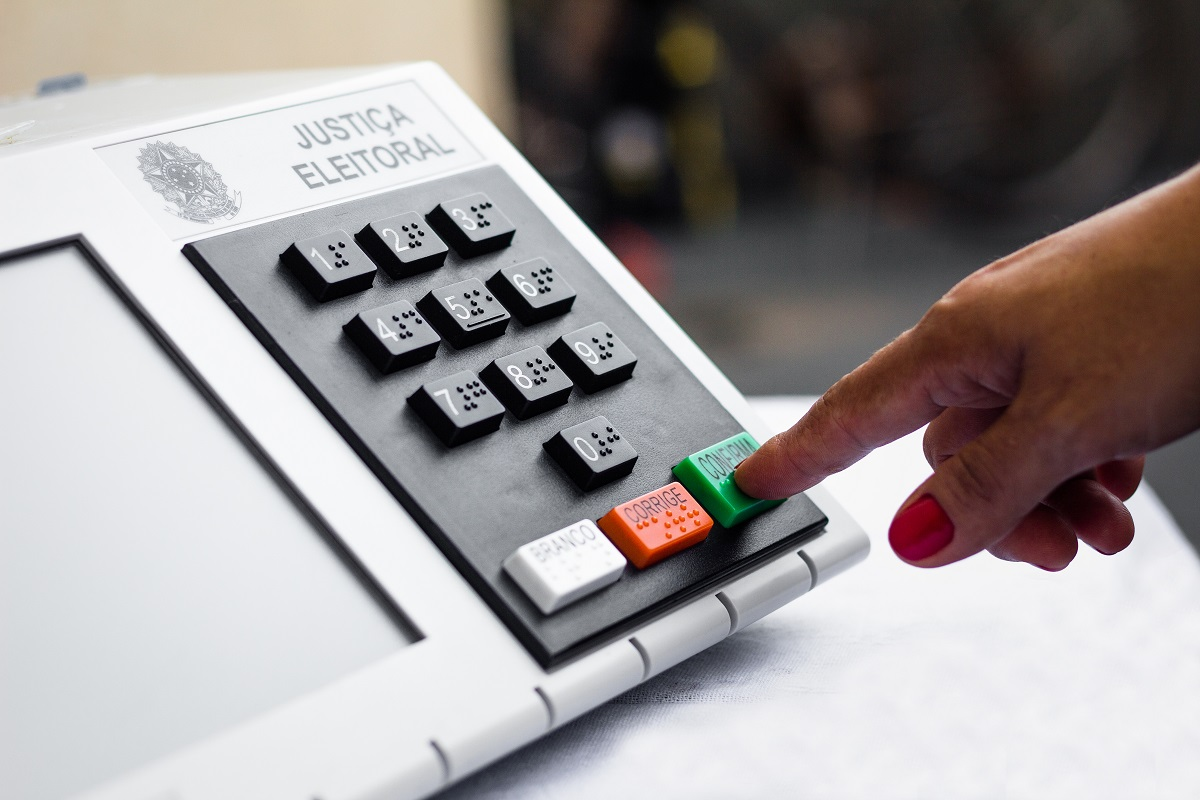 JUSTIÇA
ELEITORAL
1 2 3
4 5 6
7 8 9
0
BRANCO CORRIGE CONFIRMA